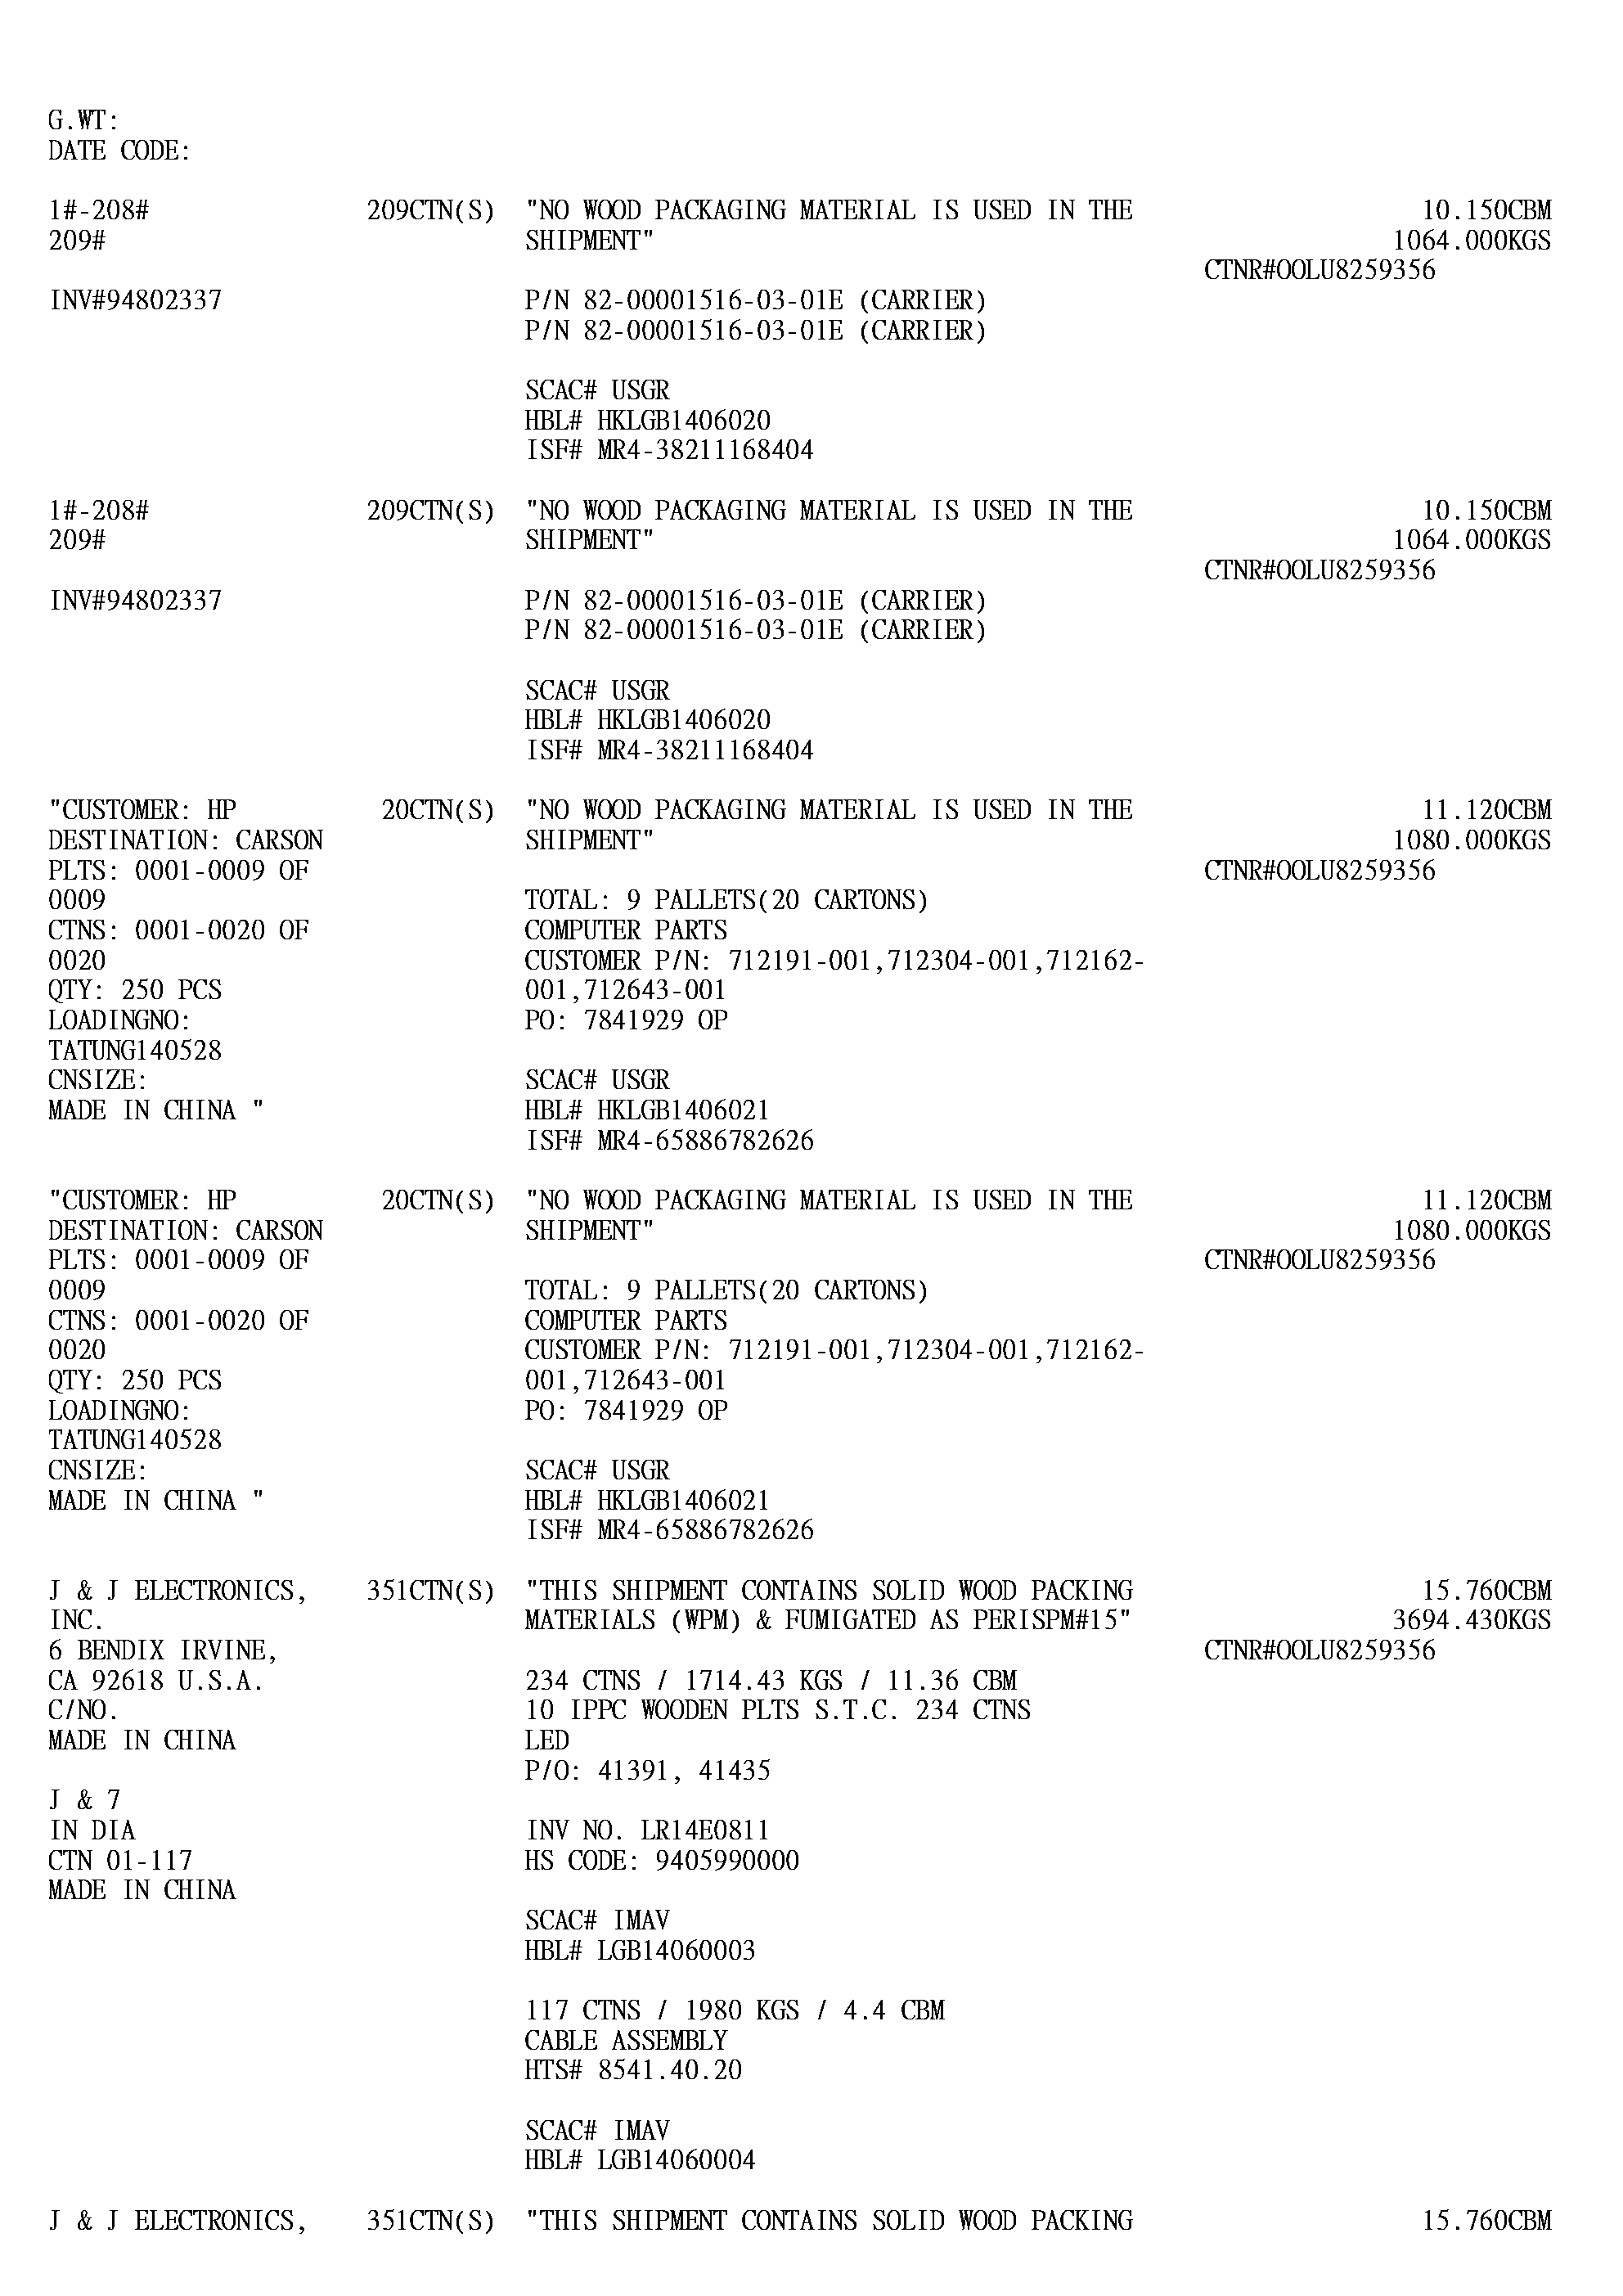 G.WT:
DATE CODE:
1#-208# 209CTN(S) "NO WOOD PACKAGING MATERIAL IS USED IN THE 10.150CBM
209# SHIPMENT" 1064.000KGS
CTNR#OOLU8259356
INV#94802337 P/N 82-00001516-03-01E (CARRIER)
P/N 82-00001516-03-01E (CARRIER)
SCAC# USGR
HBL# HKLGB1406020
ISF# MR4-38211168404
1#-208# 209CTN(S) "NO WOOD PACKAGING MATERIAL IS USED IN THE 10.150CBM
209# SHIPMENT" 1064.000KGS
CTNR#OOLU8259356
INV#94802337 P/N 82-00001516-03-01E (CARRIER)
P/N 82-00001516-03-01E (CARRIER)
SCAC# USGR
HBL# HKLGB1406020
ISF# MR4-38211168404
"CUSTOMER: HP 20CTN(S) "NO WOOD PACKAGING MATERIAL IS USED IN THE 11.120CBM
DESTINATION: CARSON SHIPMENT" 1080.000KGS
PLTS: 0001-0009 OF CTNR#OOLU8259356
0009 TOTAL: 9 PALLETS(20 CARTONS)
CTNS: 0001-0020 OF COMPUTER PARTS
0020 CUSTOMER P/N: 712191-001,712304-001,712162-
QTY: 250 PCS 001,712643-001
LOADINGNO: PO: 7841929 OP
TATUNG140528
CNSIZE: SCAC# USGR
MADE IN CHINA " HBL# HKLGB1406021
ISF# MR4-65886782626
"CUSTOMER: HP 20CTN(S) "NO WOOD PACKAGING MATERIAL IS USED IN THE 11.120CBM
DESTINATION: CARSON SHIPMENT" 1080.000KGS
PLTS: 0001-0009 OF CTNR#OOLU8259356
0009 TOTAL: 9 PALLETS(20 CARTONS)
CTNS: 0001-0020 OF COMPUTER PARTS
0020 CUSTOMER P/N: 712191-001,712304-001,712162-
QTY: 250 PCS 001,712643-001
LOADINGNO: PO: 7841929 OP
TATUNG140528
CNSIZE: SCAC# USGR
MADE IN CHINA " HBL# HKLGB1406021
ISF# MR4-65886782626
J & J ELECTRONICS, 351CTN(S) "THIS SHIPMENT CONTAINS SOLID WOOD PACKING 15.760CBM
INC. MATERIALS (WPM) & FUMIGATED AS PERISPM#15" 3694.430KGS
6 BENDIX IRVINE, CTNR#OOLU8259356
CA 92618 U.S.A. 234 CTNS / 1714.43 KGS / 11.36 CBM
C/NO. 10 IPPC WOODEN PLTS S.T.C. 234 CTNS
MADE IN CHINA LED
P/O: 41391, 41435
J & 7
IN DIA INV NO. LR14E0811
CTN 01-117 HS CODE: 9405990000
MADE IN CHINA
SCAC# IMAV
HBL# LGB14060003
117 CTNS / 1980 KGS / 4.4 CBM
CABLE ASSEMBLY
HTS# 8541.40.20
SCAC# IMAV
HBL# LGB14060004
J & J ELECTRONICS, 351CTN(S) "THIS SHIPMENT CONTAINS SOLID WOOD PACKING 15.760CBM